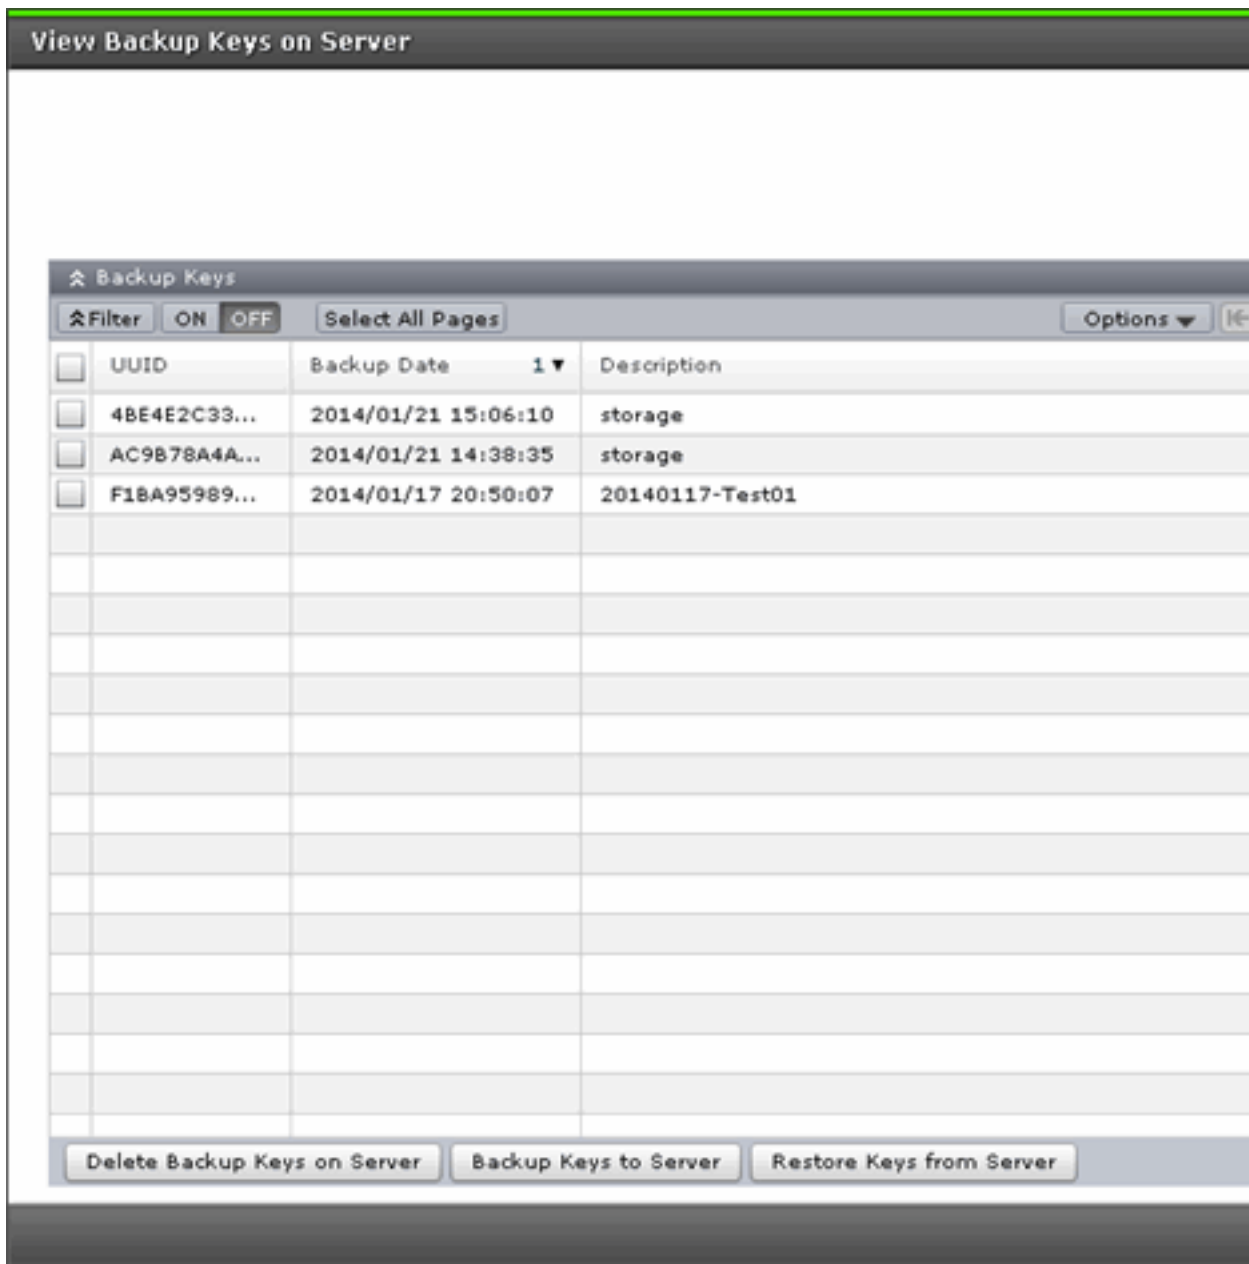 View Backup Keys on Server
Backup Keys
Filter ON OFF Select All Pages Options
UUID Backup Date 1 Description
4BE4E2C33... 2014/01/21 15:06:10 storage
AC9B78A4A... 2014/01/21 14:38:35 storage
F1BA95989... 2014/01/17 20:50:07 20140117-Test01
Delete Backup Keys on Server Backup Keys to Server Restore Keys from Server